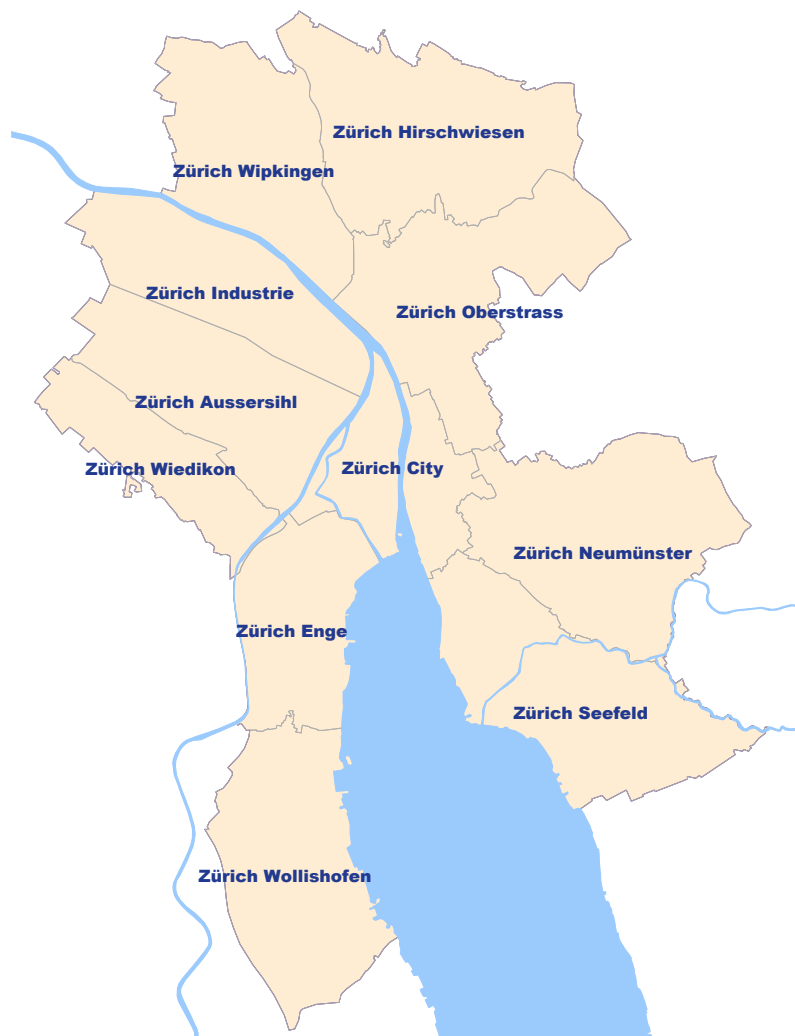 Zürich Hirschwiesen
Zürich Wipkingen
Zürich Industrie
Zürich Oberstrass
Zürich Aussersihl
Zürich Wiedikon
Zürich City
Zürich Neumünster
Zürich Enge
Zürich Seefeld
Zürich Wollishofen